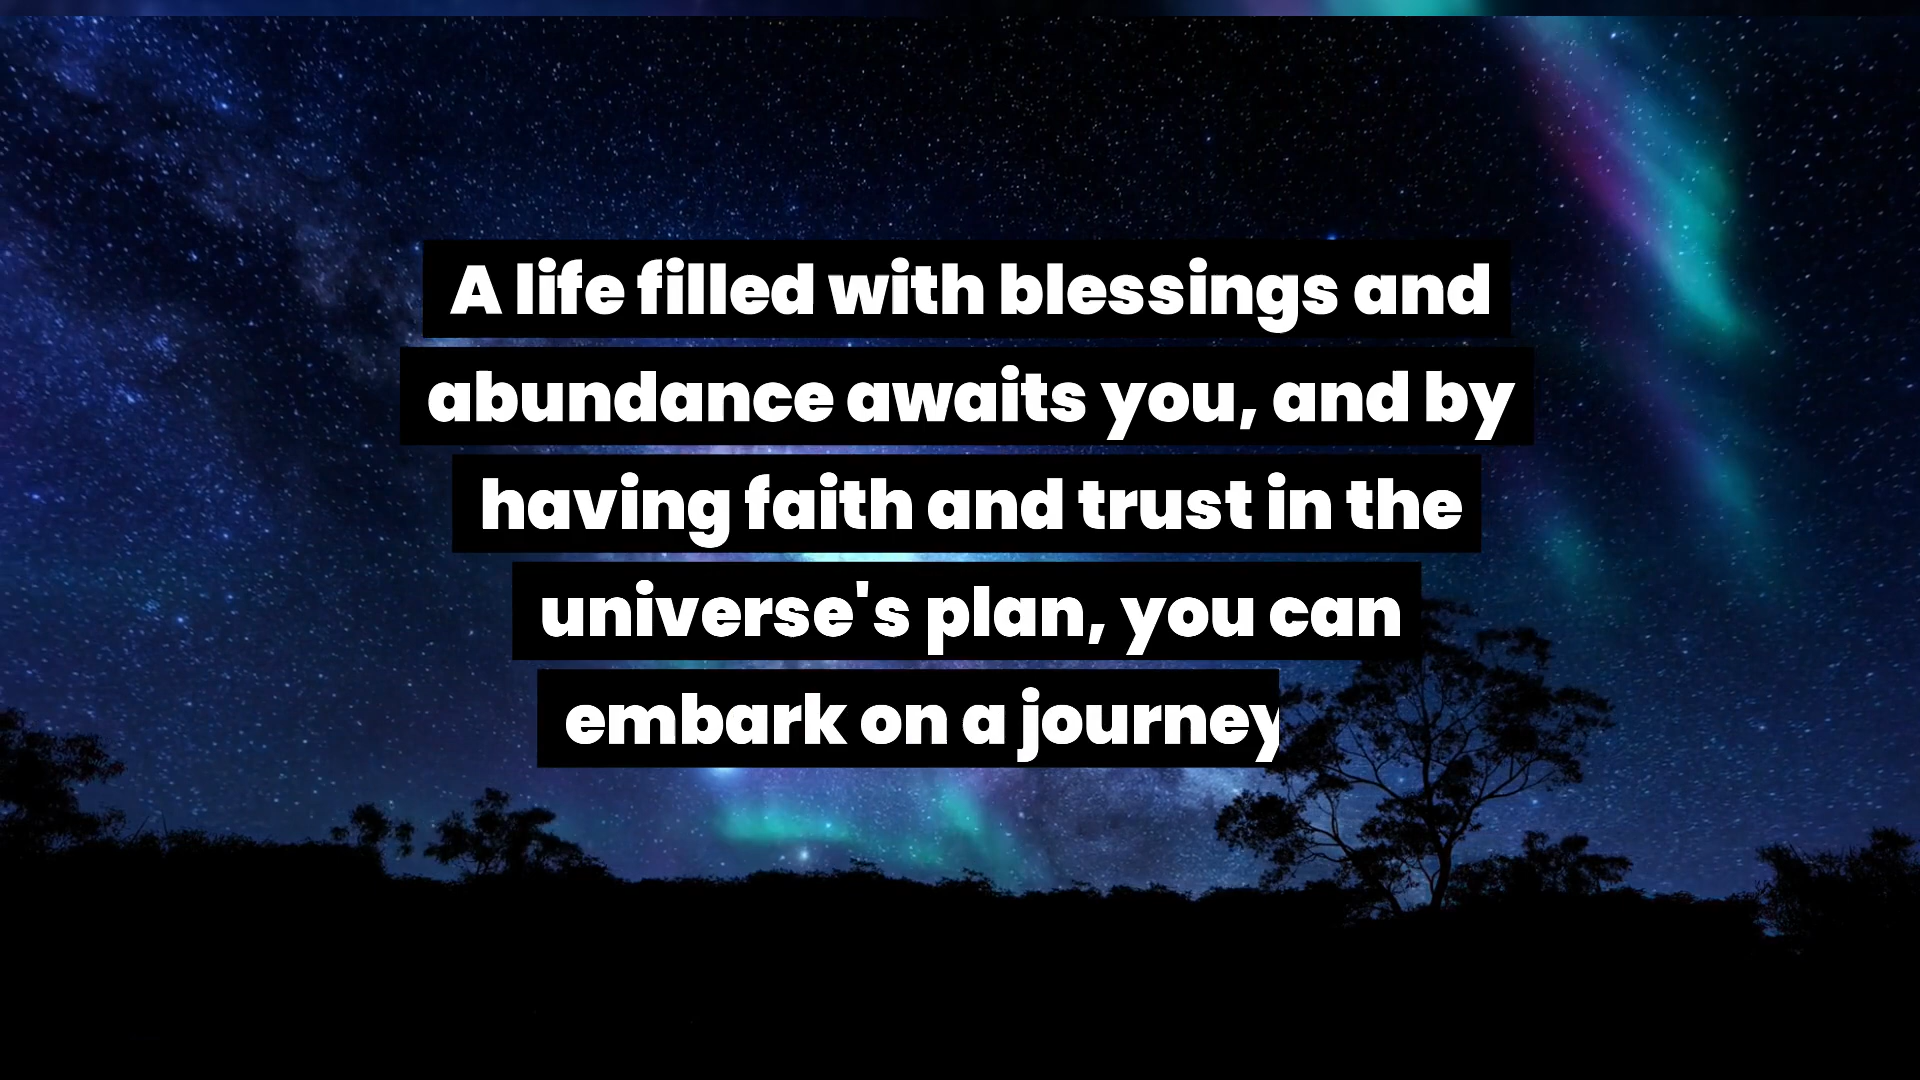 A life filled with blessings and
abundance awaits you, and by
having faith and trust in the
universe's plan, you can
embark on a journey